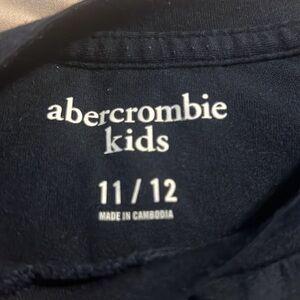 abercrombie
kids
11 / 12
MADE IN CAMBODIA